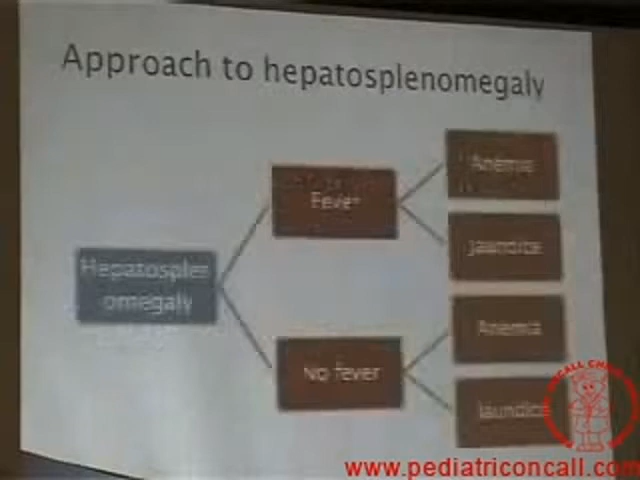 Approach to hepatosplenomegaly
Anemia
Fever
Jaundice
Hepatosplen
omegaly
Anemia
No fever
Jaundice
www.pediatriconcall.com